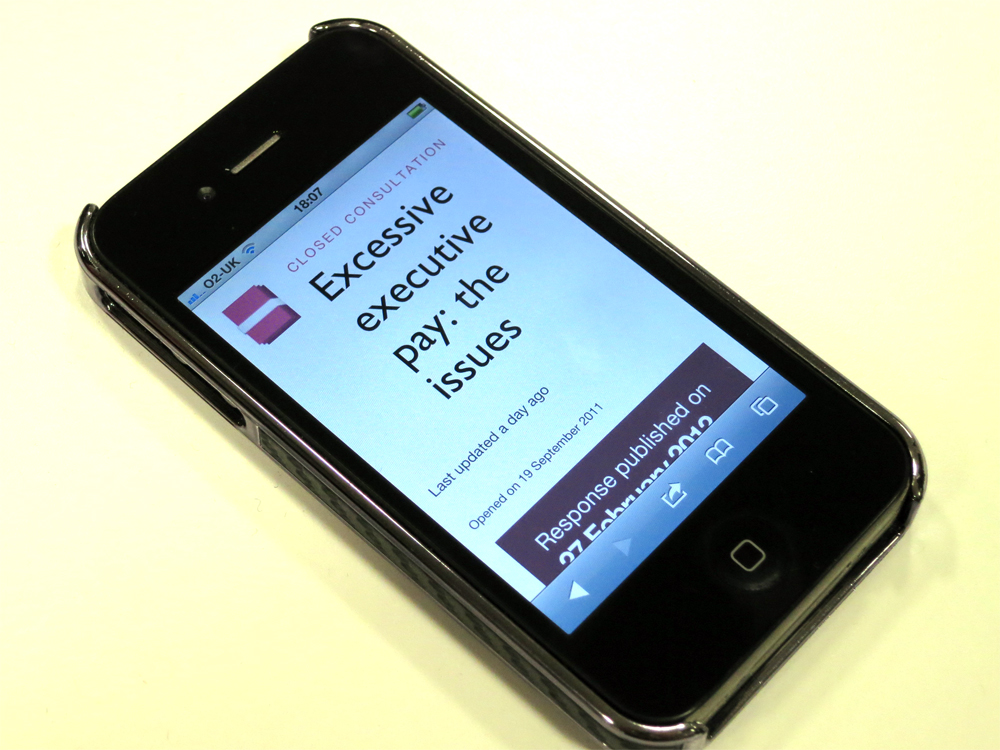 O2-UK 18:07
CLOSED CONSULTATION
Excessive
executive
pay: the
issues
Last updated a day ago
Opened on 19 September 2011
Response published on
27 February 2012